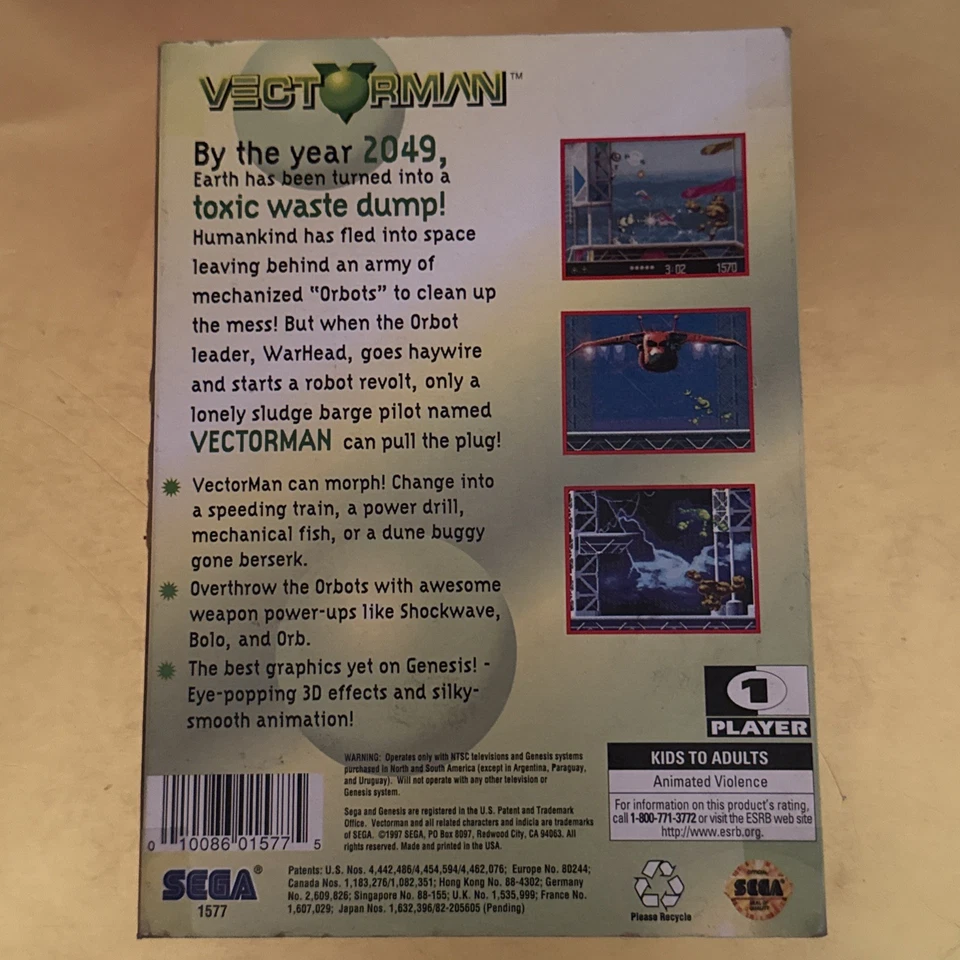 VECTORMAN™
By the year 2049,
Earth has been turned into a
toxic waste dump!
Humankind has fled into space
leaving behind an army of
mechanized "Orbots" to clean up
the mess! But when the Orbot
leader, WarHead, goes haywire
and starts a robot revolt, only a
lonely sludge barge pilot named
VECTORMAN can pull the plug!
VectorMan can morph! Change into
a speeding train, a power drill,
mechanical fish, or a dune buggy
gone berserk.
Overthrow the Orbots with awesome
weapon power-ups like Shockwave,
Bolo, and Orb.
The best graphics yet on Genesis! -
Eye-popping 3D effects and silky-
smooth animation!
3:02 1570
1
PLAYER
KIDS TO ADULTS
Animated Violence
For information on this product's rating,
call 1-800-771-3772 or visit the ESRB web site
http://www.esrb.org.
WARNING: Operates only with NTSC televisions and Genesis systems
purchased in North and South America (except in Argentina, Paraguay,
and Uruguay). Will not operate with any other television or
Genesis system.
Sega and Genesis are registered in the U.S. Patent and Trademark
Office. Vectorman and all related characters and indicia are trademarks
of SEGA. ©1997 SEGA, PO Box 8097, Redwood City, CA 94063. All
rights reserved. Made and printed in the USA.
0 10086 01577 5
SEGA®
1577
Patents: U.S. Nos. 4,442,486/4,454,594/4,462,076; Europe No. 80244;
Canada Nos. 1,183,276/1,082,351; Hong Kong No. 88-4302; Germany
No. 2,609,826; Singapore No. 88-155; U.K. No. 1,535,999; France No.
1,607,029; Japan Nos. 1,632,396/82-205605 (Pending)
Please Recycle
SEGA